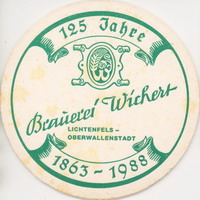 125 Jahre
Brauerei Wichert
LICHTENFELS -
OBERWALLENSTADT
1863 - 1988